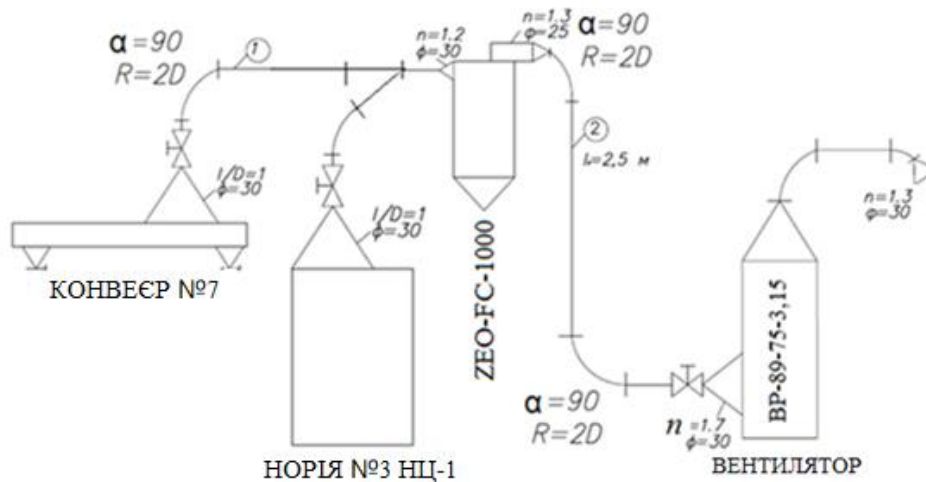 α=90
R=2D
1
l/D=1
ϕ=30
КОНВЕЄР №7
l/D=1
ϕ=30
НОРІЯ №3 НЦ-1
n=1.2
ϕ=30
n=1.3
ϕ=25
ZEO-FC-1000
α=90
R=2D
2
l=2,5 м
α=90
R=2D
n=1.7
ϕ=30
ВР-89-75-3,15
ВЕНТИЛЯТОР
n=1.3
ϕ=30